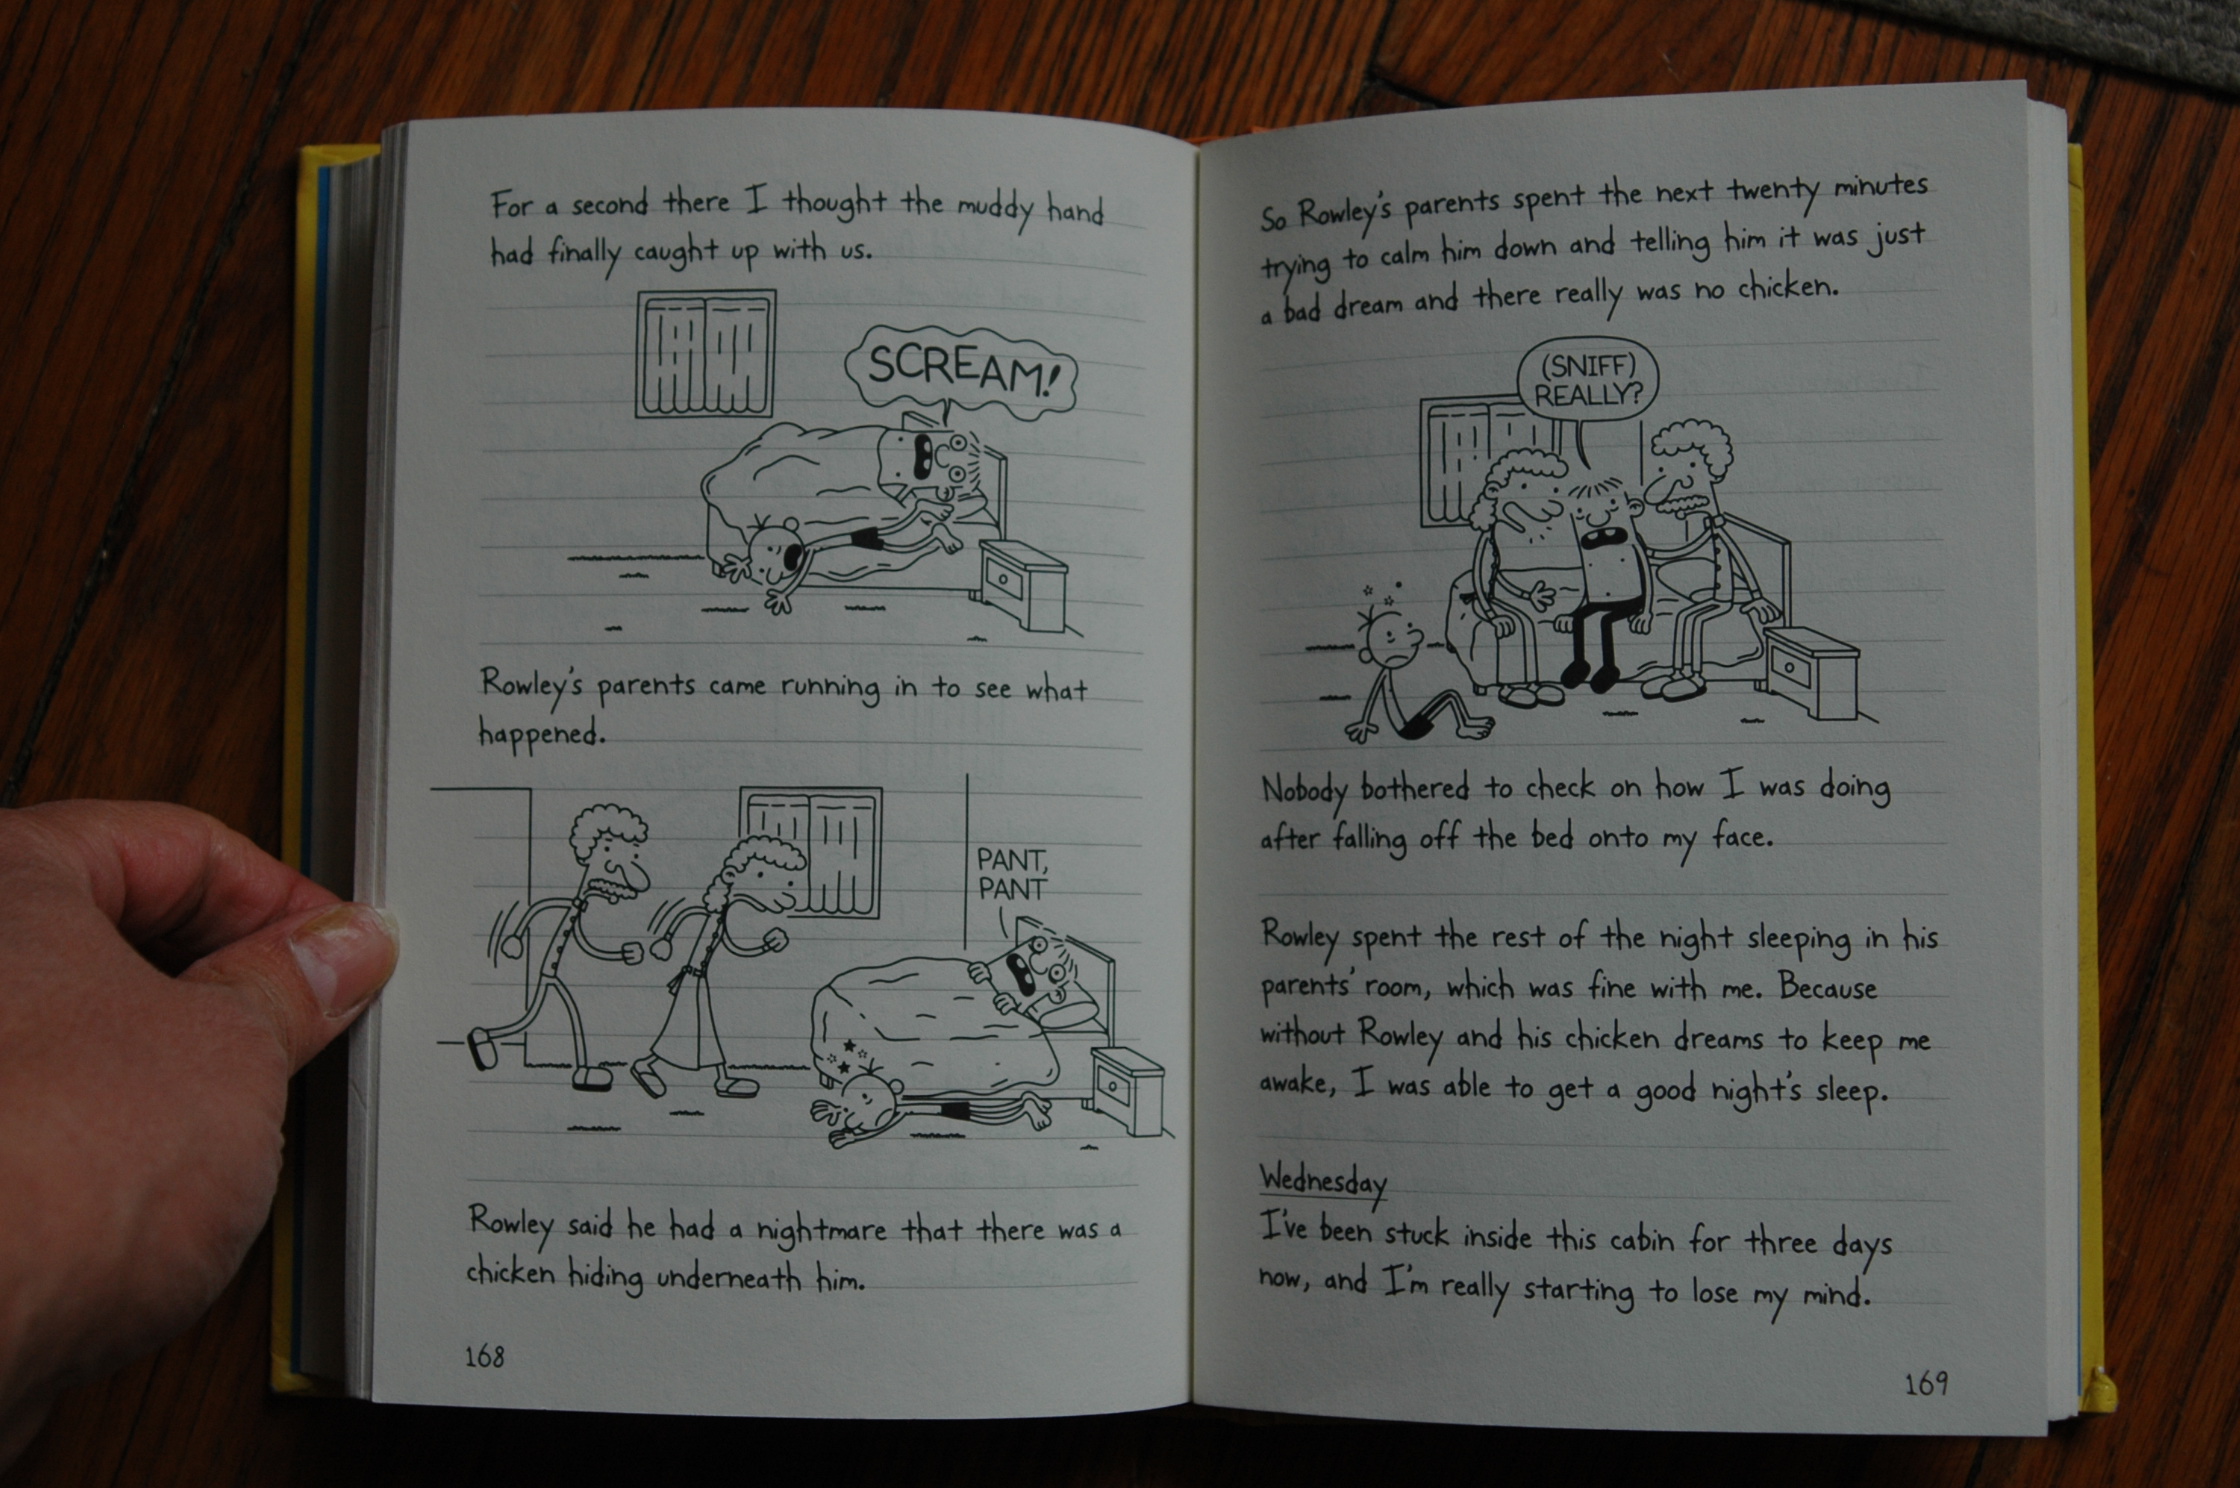 For a second there I thought the muddy hand
had finally caught up with us.
SCREAM!
Rowley's parents came running in to see what
happened.
PANT,
PANT
Rowley said he had a nightmare that there was a
chicken hiding underneath him.
168
So Rowley's parents spent the next twenty minutes
trying to calm him down and telling him it was just
a bad dream and there really was no chicken.
(SNIFF)
REALLY?
Nobody bothered to check on how I was doing
after falling off the bed onto my face.
Rowley spent the rest of the night sleeping in his
parents' room, which was fine with me. Because
without Rowley and his chicken dreams to keep me
awake, I was able to get a good night's sleep.
Wednesday
I've been stuck inside this cabin for three days
now, and I'm really starting to lose my mind.
169